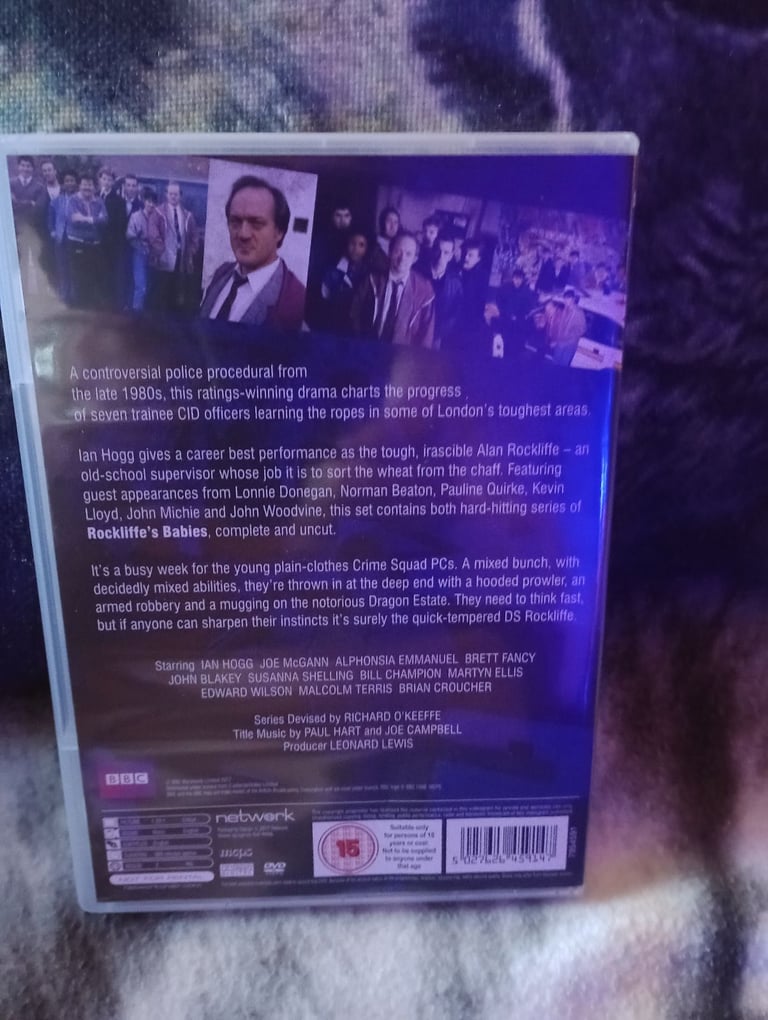 A controversial police procedural from
the late 1980s, this ratings-winning drama charts the progress
of seven trainee CID officers learning the ropes in some of London's toughest areas.
Ian Hogg gives a career best performance as the tough, irascible Alan Rockliffe – an
old-school supervisor whose job it is to sort the wheat from the chaff. Featuring
guest appearances from Lonnie Donegan, Norman Beaton, Pauline Quirke, Kevin
Lloyd, John Michie and John Woodvine, this set contains both hard-hitting series of
Rockliffe's Babies, complete and uncut.
It's a busy week for the young plain-clothes Crime Squad PCs. A mixed bunch, with
decidedly mixed abilities, they're thrown in at the deep end with a hooded prowler, an
armed robbery and a mugging on the notorious Dragon Estate. They need to think fast,
but if anyone can sharpen their instincts it's surely the quick-tempered DS Rockliffe.
Starring IAN HOGG JOE McGANN ALPHONSIA EMMANUEL BRETT FANCY
JOHN BLAKEY SUSANNA SHELLING BILL CHAMPION MARTYN ELLIS
EDWARD WILSON MALCOLM TERRIS BRIAN CROUCHER
Series Devised by RICHARD O'KEEFFE
Title Music by PAUL HART and JOE CAMPBELL
Producer LEONARD LEWIS
BBC
network
mcps
DVD
NOT FOR RENTAL
15
Suitable only
for persons of 15
years or over.
Not to be supplied
to anyone under
that age
5 027626 459147